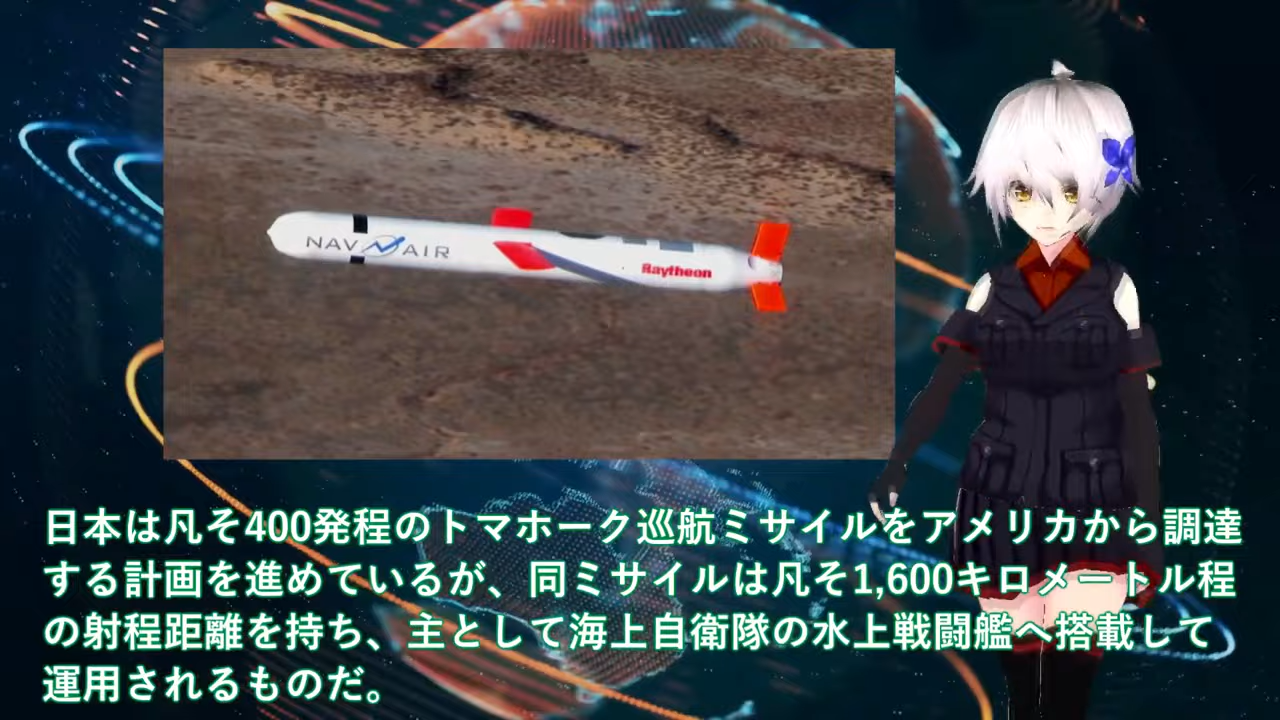 NAV AIR
Raytheon
日本は凡そ400発程のトマホーク巡航ミサイルをアメリカから調達
する計画を進めているが、同ミサイルは凡そ1,600キロメートル程
の射程距離を持ち、主として海上自衛隊の水上戦闘艦へ搭載して
運用されるものだ。